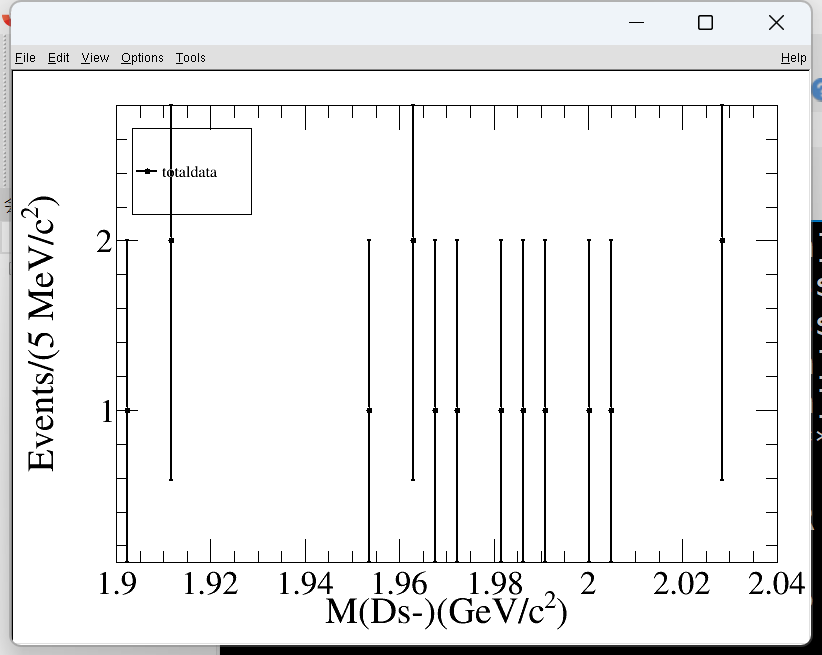 File Edit View Options Tools Help
totaldata
Events/(5 MeV/c²)
2
1
1.9 1.92 1.94 1.96 1.98 2 2.02 2.04
M(Ds-)(GeV/c²)